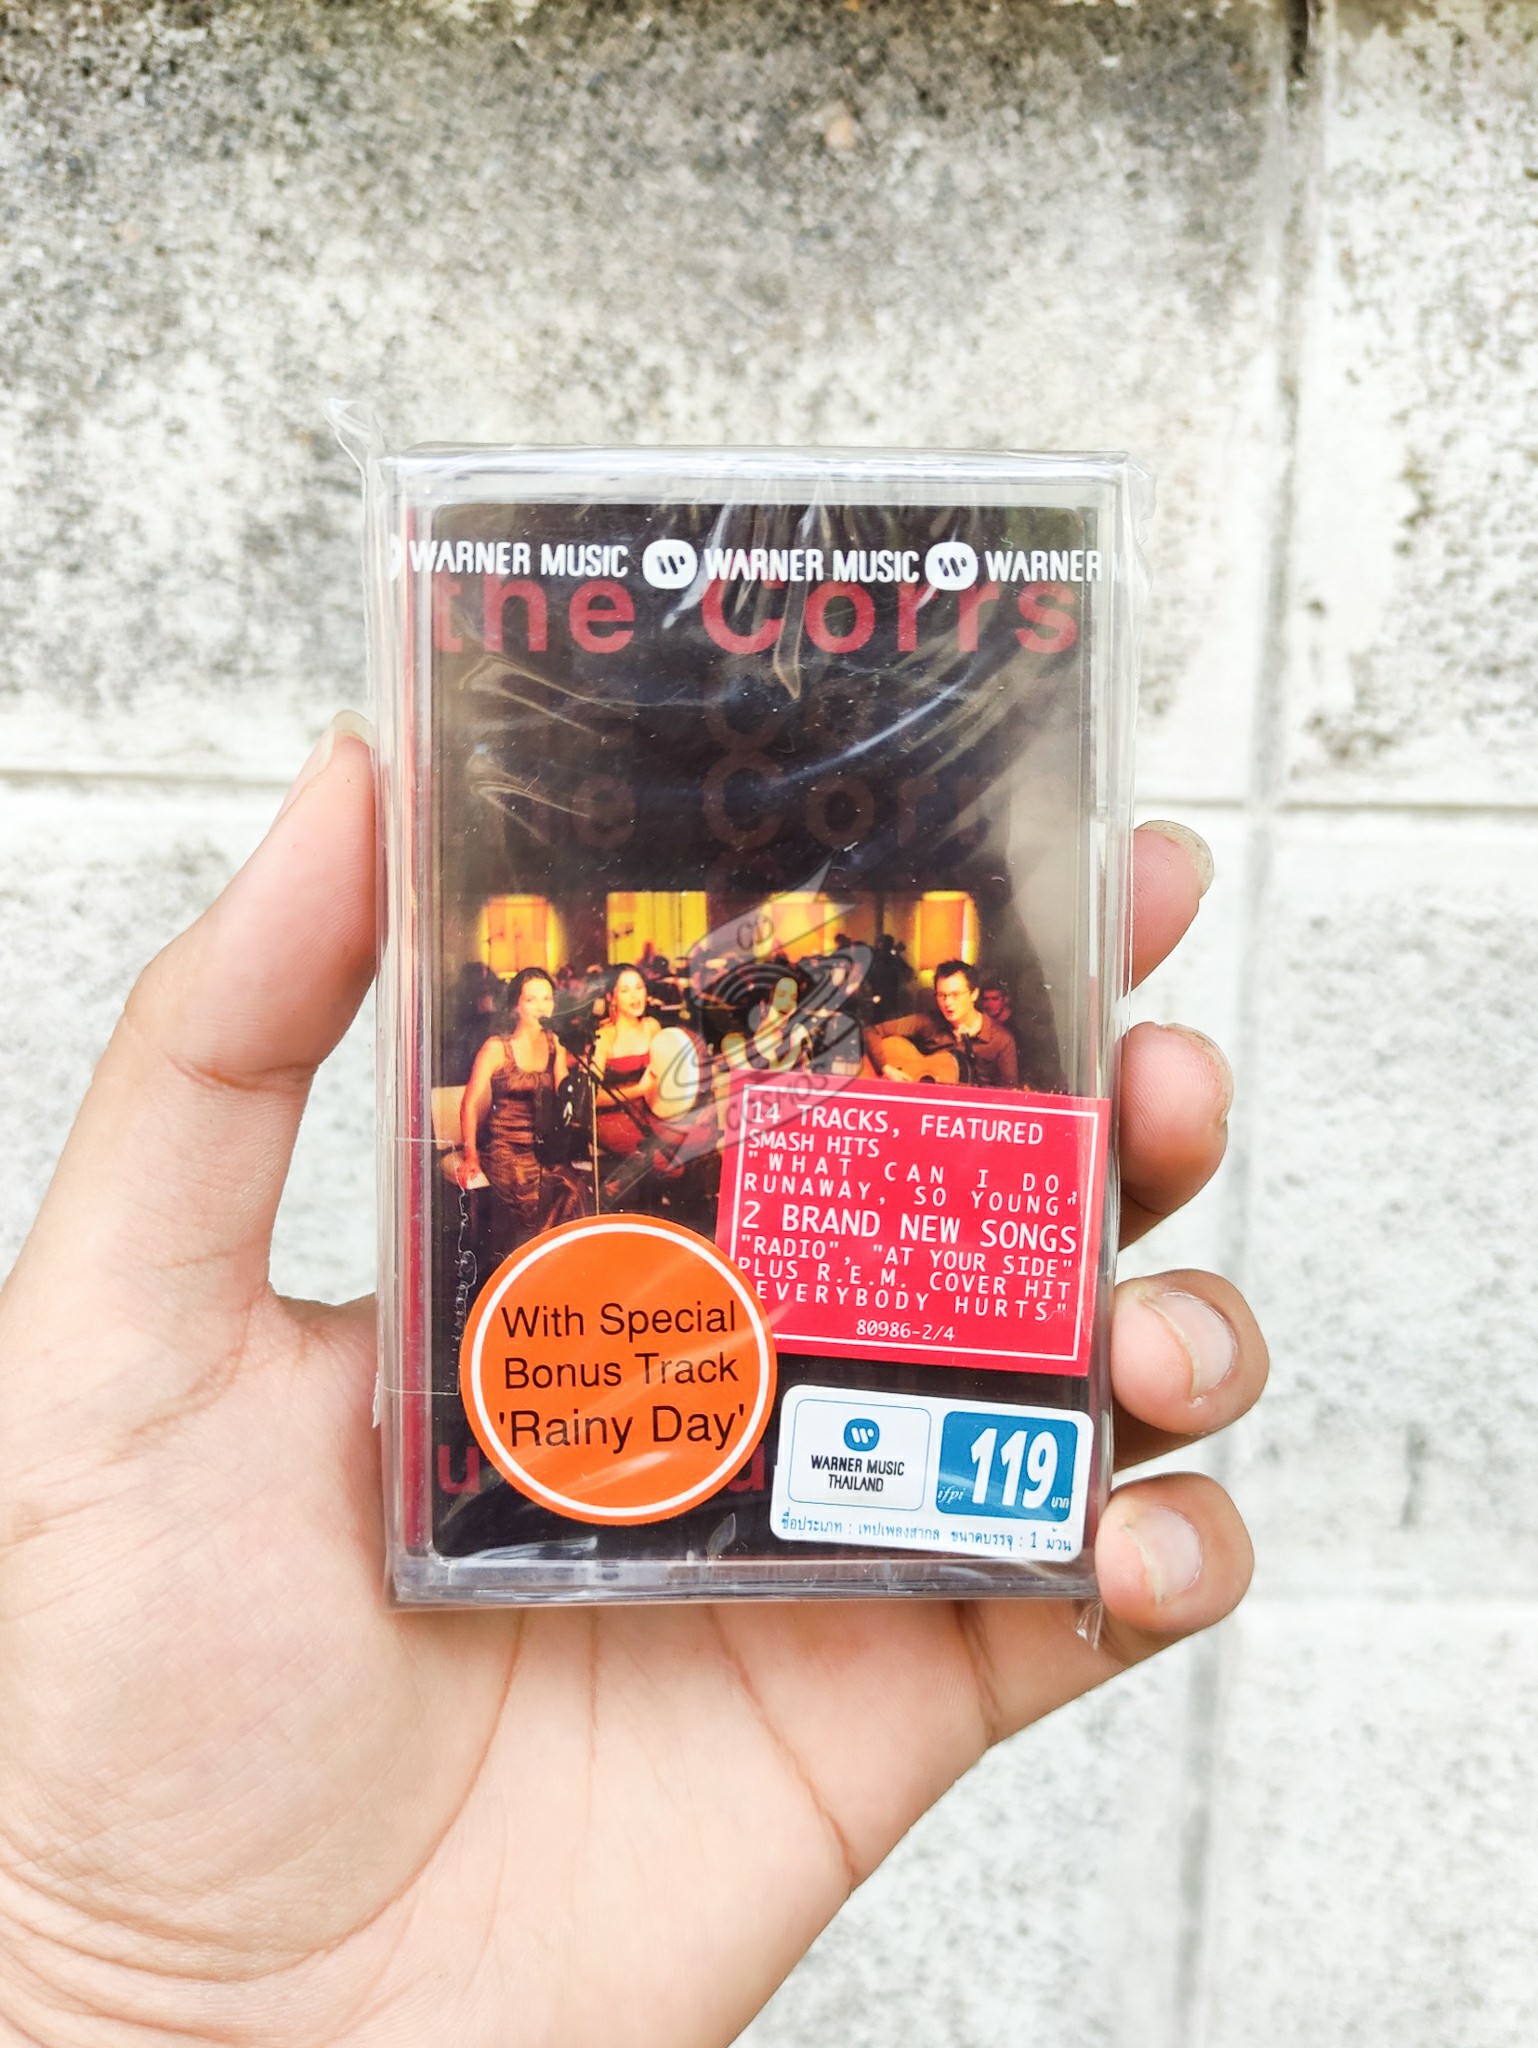 WARNER MUSIC WARNER MUSIC WARNER
the Corrs
CD
COSMOS
14 TRACKS, FEATURED
SMASH HITS
"WHAT CAN I DO,
RUNAWAY, SO YOUNG"
2 BRAND NEW SONGS
"RADIO", "AT YOUR SIDE"
PLUS R.E.M. COVER HIT
EVERYBODY HURTS"
80986-2/4
With Special
Bonus Track
'Rainy Day'
WARNER MUSIC
THAILAND
ifpi 119 บาท
ชื่อประเภท : เทปเพลงสากล ขนาดบรรจุ : 1 ม้วน